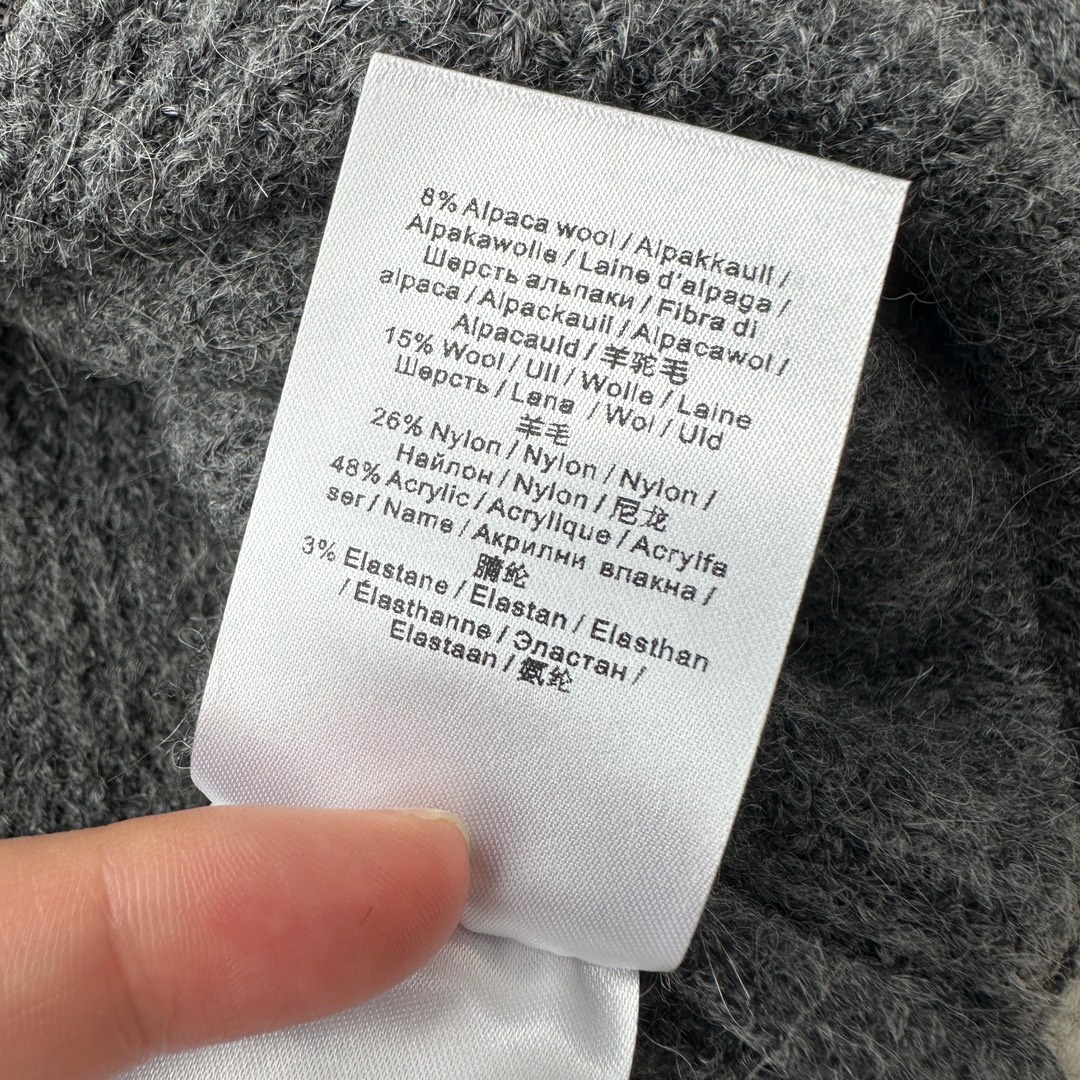 8% Alpaca wool / Alpakkaull /
Alpakawolle / Laine d'alpaga /
Шерсть альпаки / Fibra di
alpaca / Alpackauil / Alpacawol /
Alpacauld / 羊驼毛
15% Wool / Ull / Wolle / Laine
Шерсть / Lana / Wol / Uld
羊毛
26% Nylon / Nylon / Nylon /
Найлон / Nylon / 尼龙
48% Acrylic / Acrylique / Acrylfa
ser / Name / Акрилни влакна /
腈纶
3% Elastane / Elastan / Elasthan
/ Élasthanne / Эластан /
Elastaan / 氨纶